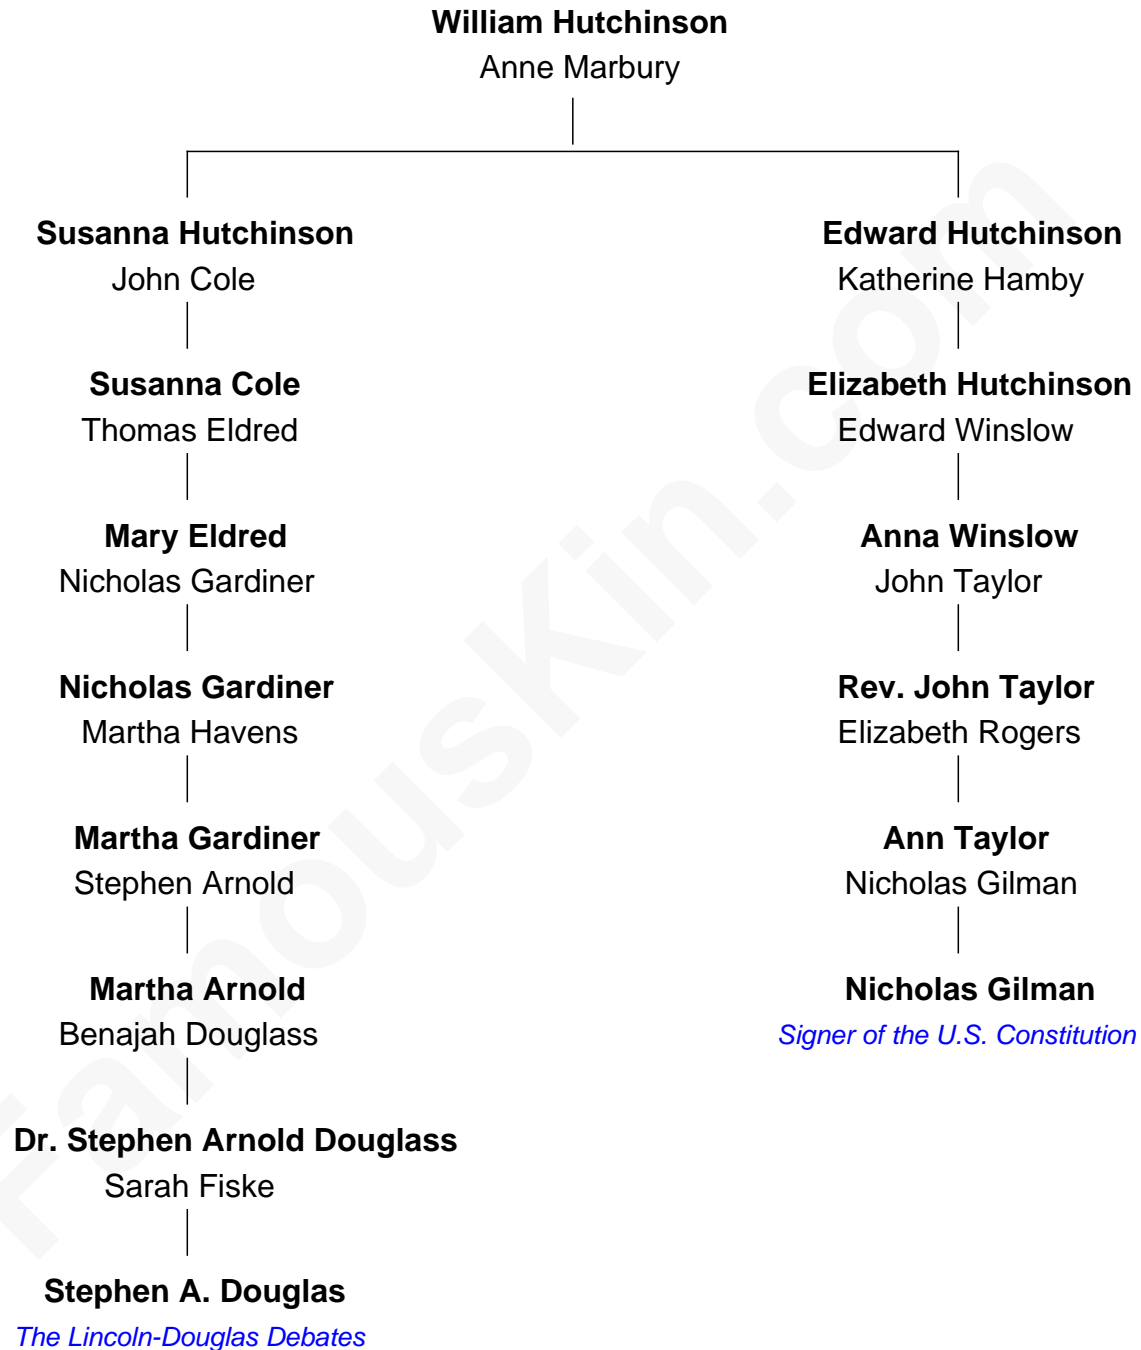 William Hutchinson
Anne Marbury
Susanna Hutchinson
John Cole
Edward Hutchinson
Katherine Hamby
Susanna Cole
Thomas Eldred
Elizabeth Hutchinson
Edward Winslow
Mary Eldred
Nicholas Gardiner
Anna Winslow
John Taylor
Nicholas Gardiner
Martha Havens
Rev. John Taylor
Elizabeth Rogers
Martha Gardiner
Stephen Arnold
Ann Taylor
Nicholas Gilman
Martha Arnold
Benajah Douglass
Nicholas Gilman
Signer of the U.S. Constitution
Dr. Stephen Arnold Douglass
Sarah Fiske
Stephen A. Douglas
The Lincoln-Douglas Debates
FamousKin.com